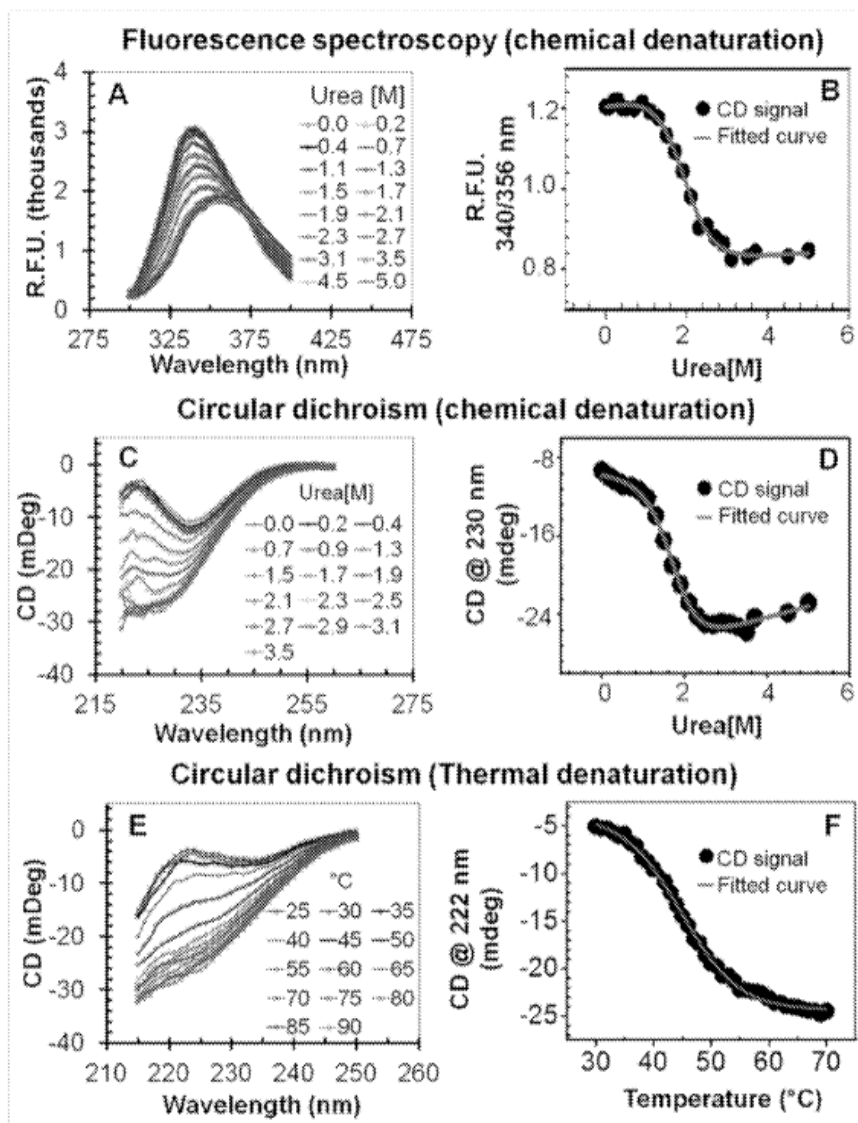 Fluorescence spectroscopy (chemical denaturation)
A
R.F.U. (thousands)
4
3
2
1
0
Urea [M]
0.0 0.2
0.4 0.7
1.1 1.3
1.5 1.7
1.9 2.1
2.3 2.7
3.1 3.5
4.5 5.0
275 325 375 425 475
Wavelength (nm)
B
R.F.U.
340/356 nm
1.2
1.0
0.8
CD signal
Fitted curve
0 2 4 6
Urea[M]
Circular dichroism (chemical denaturation)
C
CD (mDeg)
0
-10
-20
-30
-40
Urea[M]
0.0 0.2 0.4
0.7 0.9 1.3
1.5 1.7 1.9
2.1 2.3 2.5
2.7 2.9 3.1
3.5
215 235 255 275
Wavelength (nm)
D
CD @ 230 nm
(mdeg)
-8
-16
-24
CD signal
Fitted curve
0 2 4 6
Urea[M]
Circular dichroism (Thermal denaturation)
E
CD (mDeg)
0
-10
-20
-30
-40
°C
25 30 35
40 45 50
55 60 65
70 75 80
85 90
210 220 230 240 250 260
Wavelength (nm)
F
CD @ 222 nm
(mdeg)
-5
-10
-15
-20
-25
CD signal
Fitted curve
30 40 50 60 70
Temperature (°C)